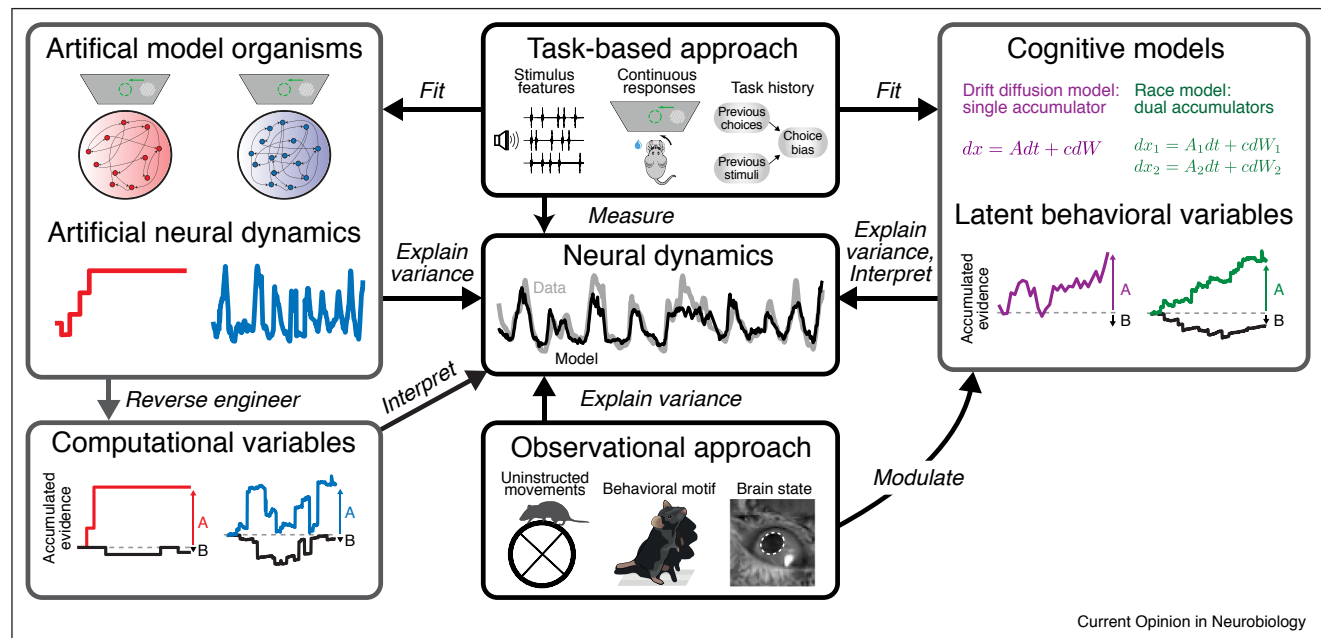 Artifical model organisms
Fit
Task-based approach
Stimulus
features
Continuous
responses
Task history
Previous
choices
Previous
stimuli
Choice
bias
Fit
Cognitive models
Drift diffusion model:
single accumulator
dx = Adt + cdW
Race model:
dual accumulators
dx₁ = A₁dt + cdW₁
dx₂ = A₂dt + cdW₂
Measure
Artificial neural dynamics
Explain
variance
Neural dynamics
Data
Model
Explain
variance,
Interpret
Latent behavioral variables
Accumulated
evidence
A
B
A
B
Reverse engineer
Interpret
Explain variance
Computational variables
Accumulated
evidence
A
B
A
B
Observational approach
Uninstructed
movements
Behavioral motif
Brain state
Modulate
Current Opinion in Neurobiology